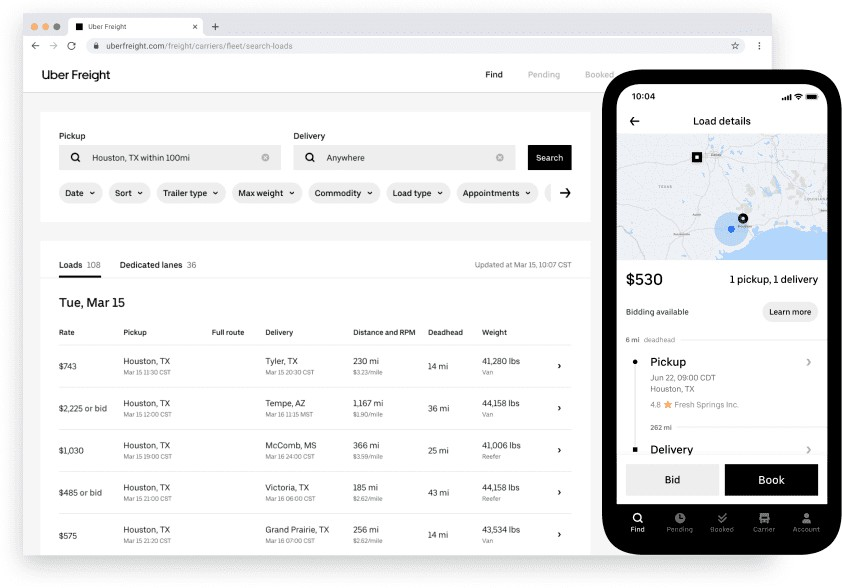 Uber Freight
uberfreight.com/freight/carriers/fleet/search-loads
Uber Freight
Find Pending Booked
Pickup Delivery
Houston, TX within 100mi Anywhere Search
Date Sort Trailer type Max weight Commodity Load type Appointments
Loads 108 Dedicated lanes 36 Updated at Mar 15, 10:07 CST
Tue, Mar 15
Rate Pickup Full route Delivery Distance and RPM Deadhead Weight
$743 Houston, TX Tyler, TX 230 mi 14 mi 41,280 lbs
Mar 15 11:30 CST Mar 15 20:30 CST $3.23/mile Van
$2,225 or bid Houston, TX Tempe, AZ 1,167 mi 36 mi 44,158 lbs
Mar 15 12:00 CST Mar 16 11:15 MST $1.90/mile Van
$1,030 Houston, TX McComb, MS 366 mi 25 mi 41,006 lbs
Mar 15 19:00 CST Mar 16 24:00 CST $3.59/mile Reefer
$485 or bid Houston, TX Victoria, TX 185 mi 43 mi 44,158 lbs
Mar 15 21:00 CST Mar 16 06:00 CST $2.62/mile Reefer
$575 Houston, TX Grand Prairie, TX 256 mi 14 mi 43,534 lbs
Mar 15 21:20 CST Mar 16 07:00 CST $2.62/mile Van
10:04
Load details
$530 1 pickup, 1 delivery
Bidding available Learn more
6 mi deadhead
Pickup
Jun 22, 09:00 CDT
Houston, TX
4.8 Fresh Springs Inc.
262 mi
Delivery
Bid Book
Find Pending Booked Carrier Account